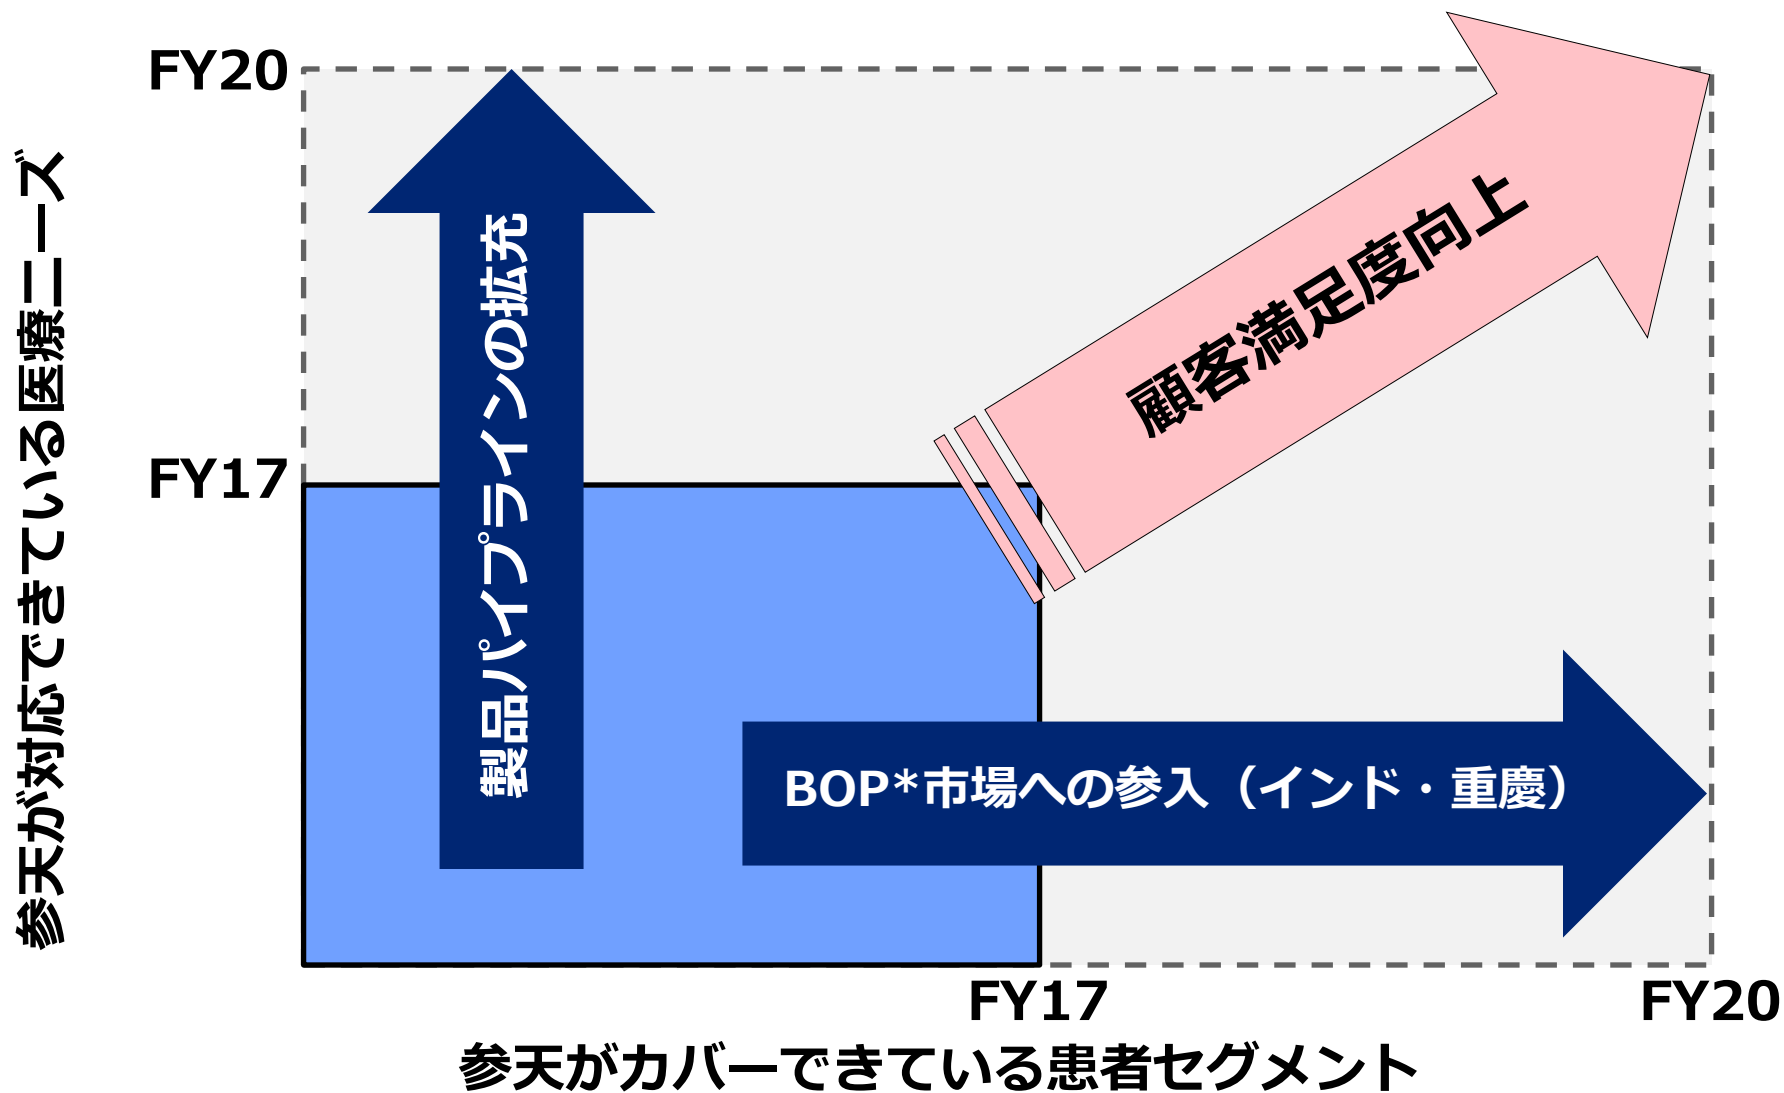 FY20
参天が対応できている医療ニーズ
製品パイプラインの拡充
顧客満足度向上
FY17
BOP*市場への参入（インド・重慶）
FY17
FY20
参天がカバーできている患者セグメント